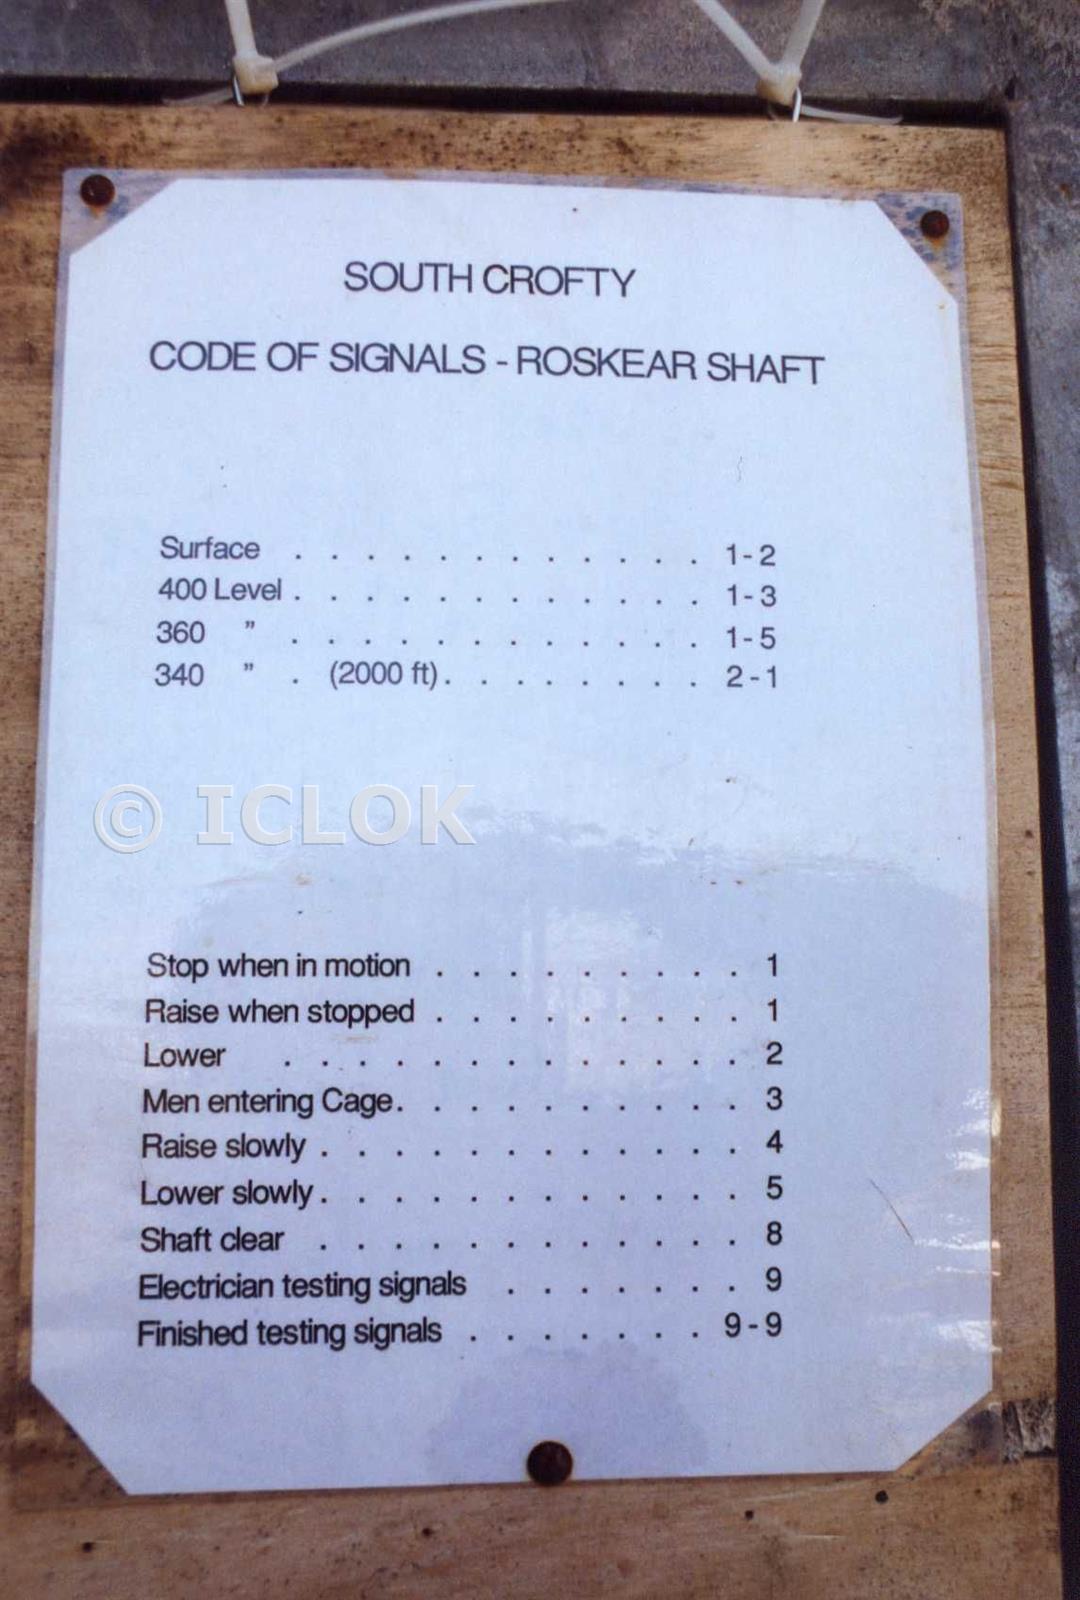 SOUTH CROFTY
CODE OF SIGNALS - ROSKEAR SHAFT
Surface . . . . . . . . . . . . 1-2
400 Level . . . . . . . . . . . . 1-3
360 " . . . . . . . . . . . . 1-5
340 " . (2000 ft) . . . . . . . . 2-1
© ICLOK
Stop when in motion . . . . . . . . . 1
Raise when stopped . . . . . . . . . 1
Lower . . . . . . . . . . . . . 2
Men entering Cage . . . . . . . . . . 3
Raise slowly . . . . . . . . . . . . 4
Lower slowly . . . . . . . . . . . . 5
Shaft clear . . . . . . . . . . . . 8
Electrician testing signals . . . . . . . 9
Finished testing signals . . . . . . . 9-9